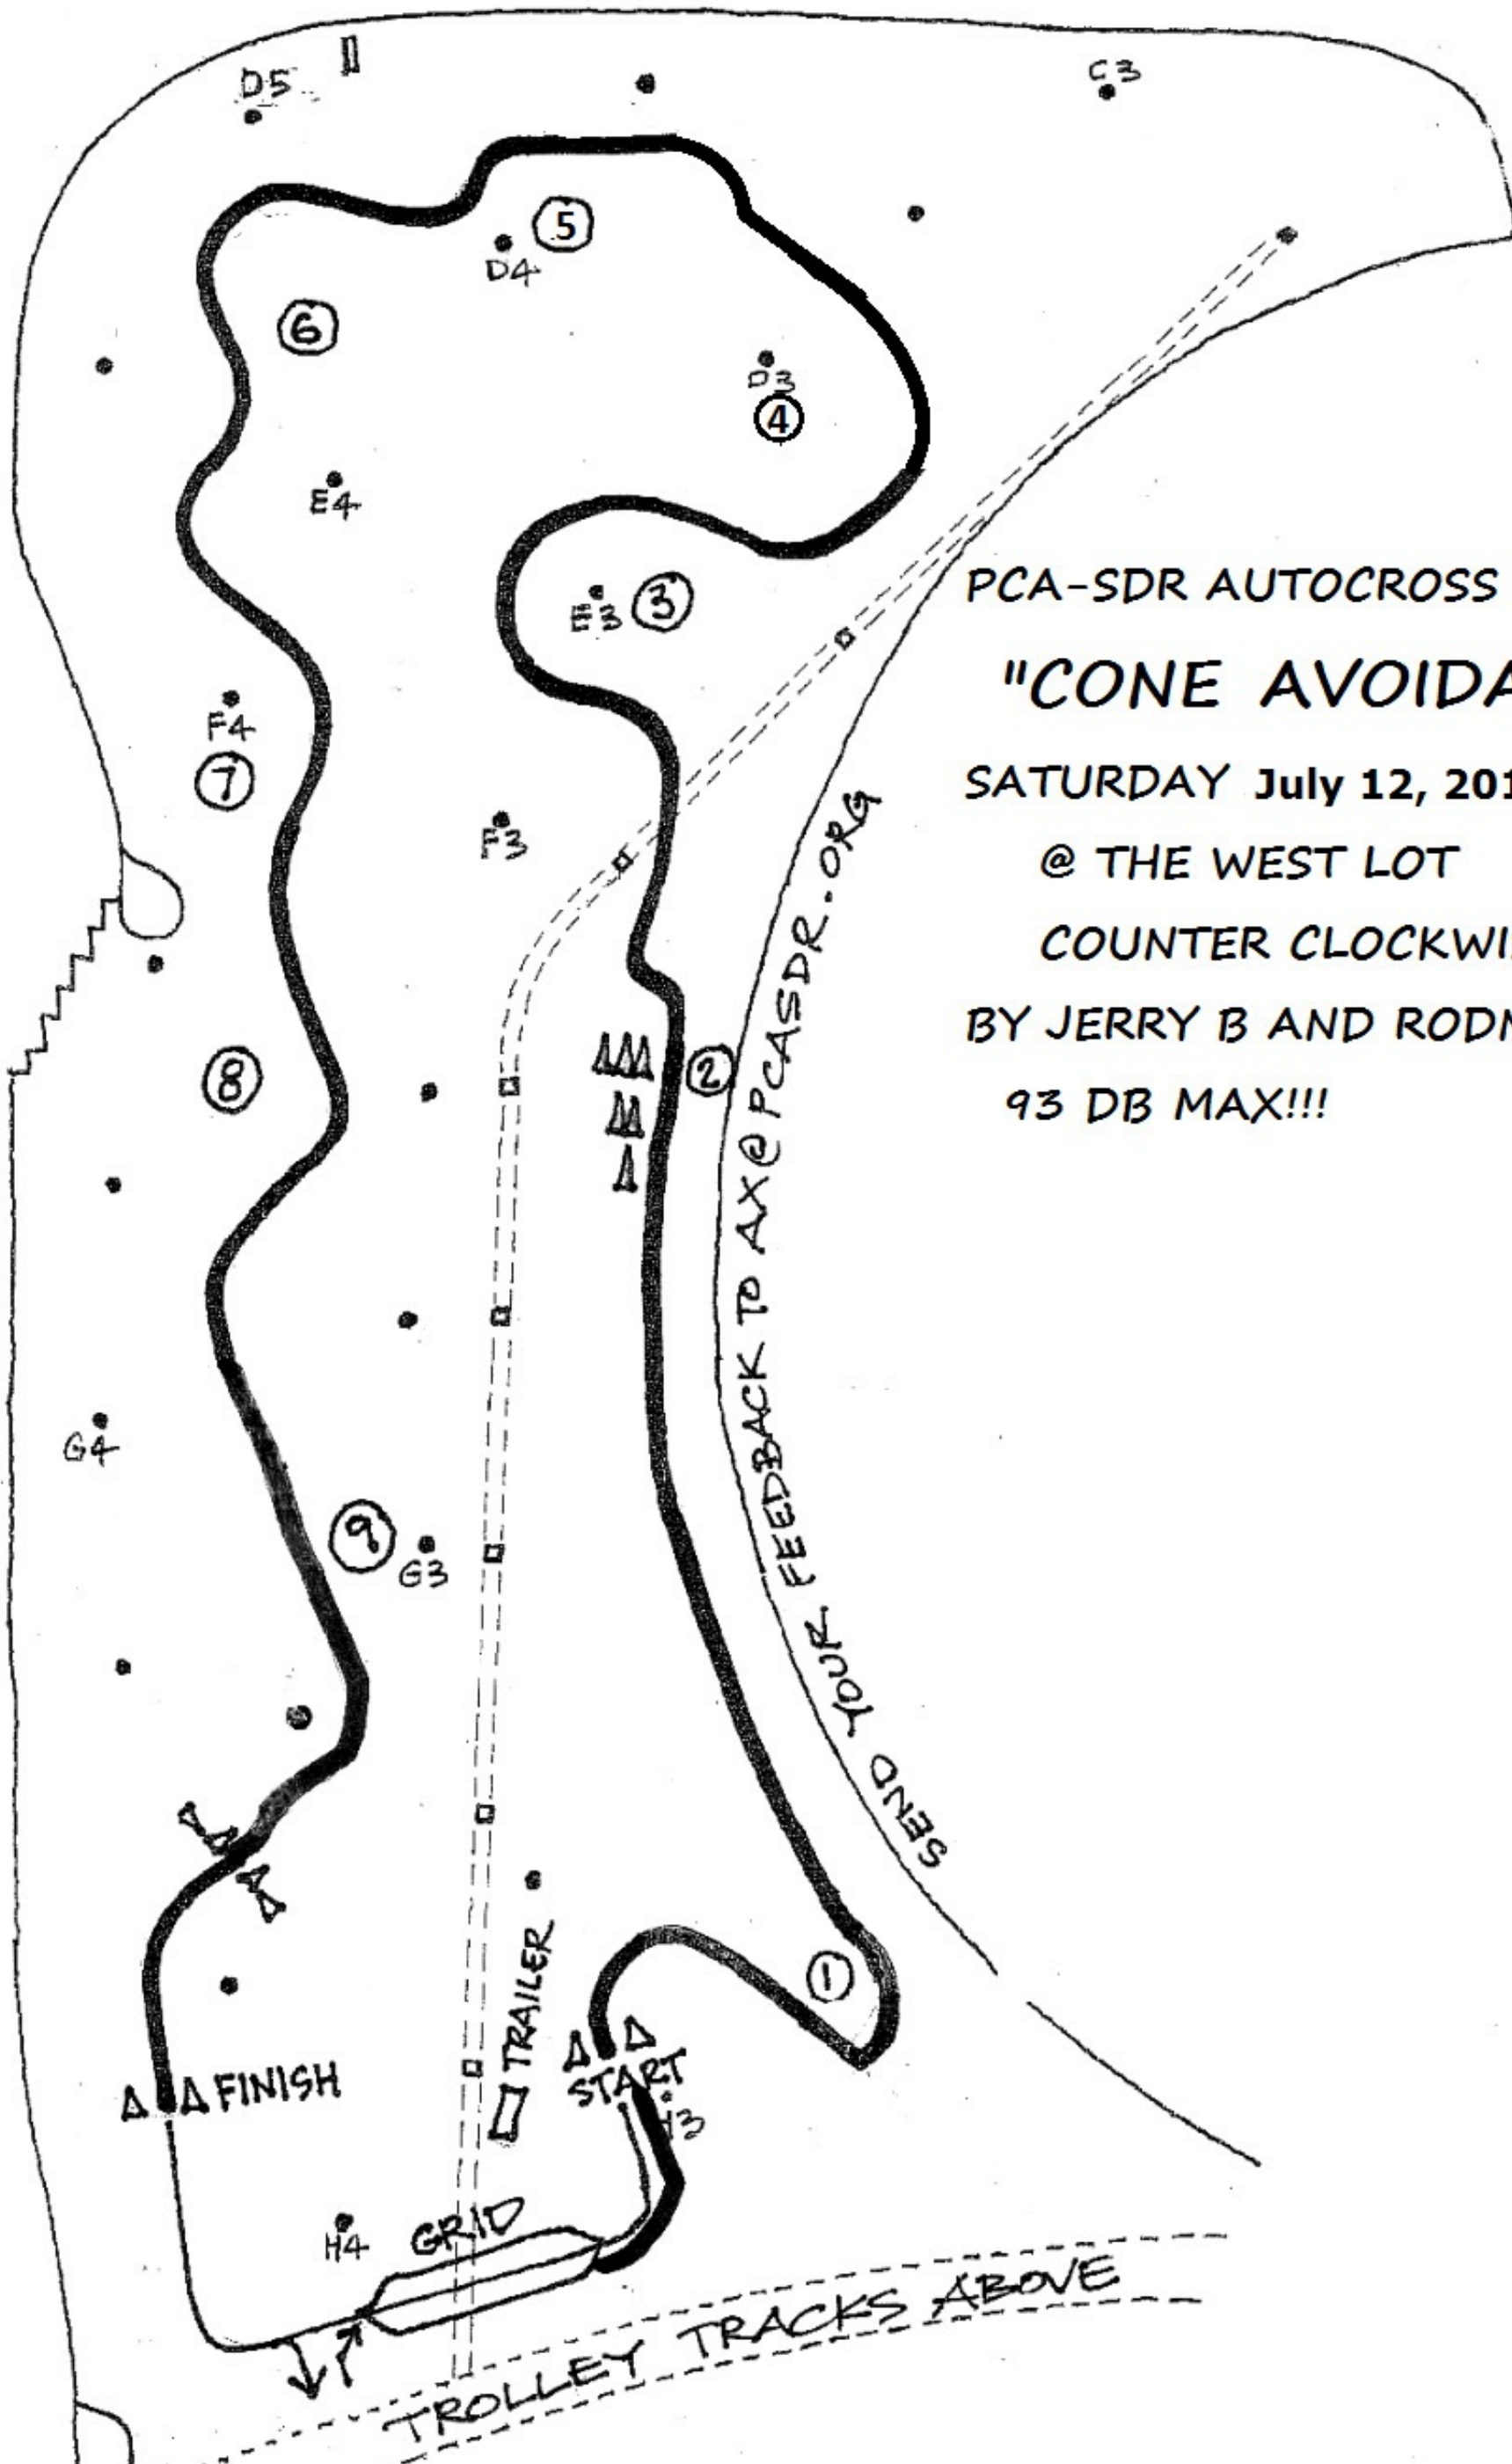 D5
C3
5
D4
6
D3
4
E4
E3
3
PCA-SDR AUTOCROSS
"CONE AVOIDA
SATURDAY July 12, 201
@ THE WEST LOT
COUNTER CLOCKWI
BY JERRY B AND RODN
93 DB MAX!!!
F4
7
F3
8
2
SEND YOUR FEEDBACK TO AX@PCASDR.ORG
G4
9
G3
TRAILER
1
START
H3
FINISH
H4
GRID
TROLLEY TRACKS ABOVE